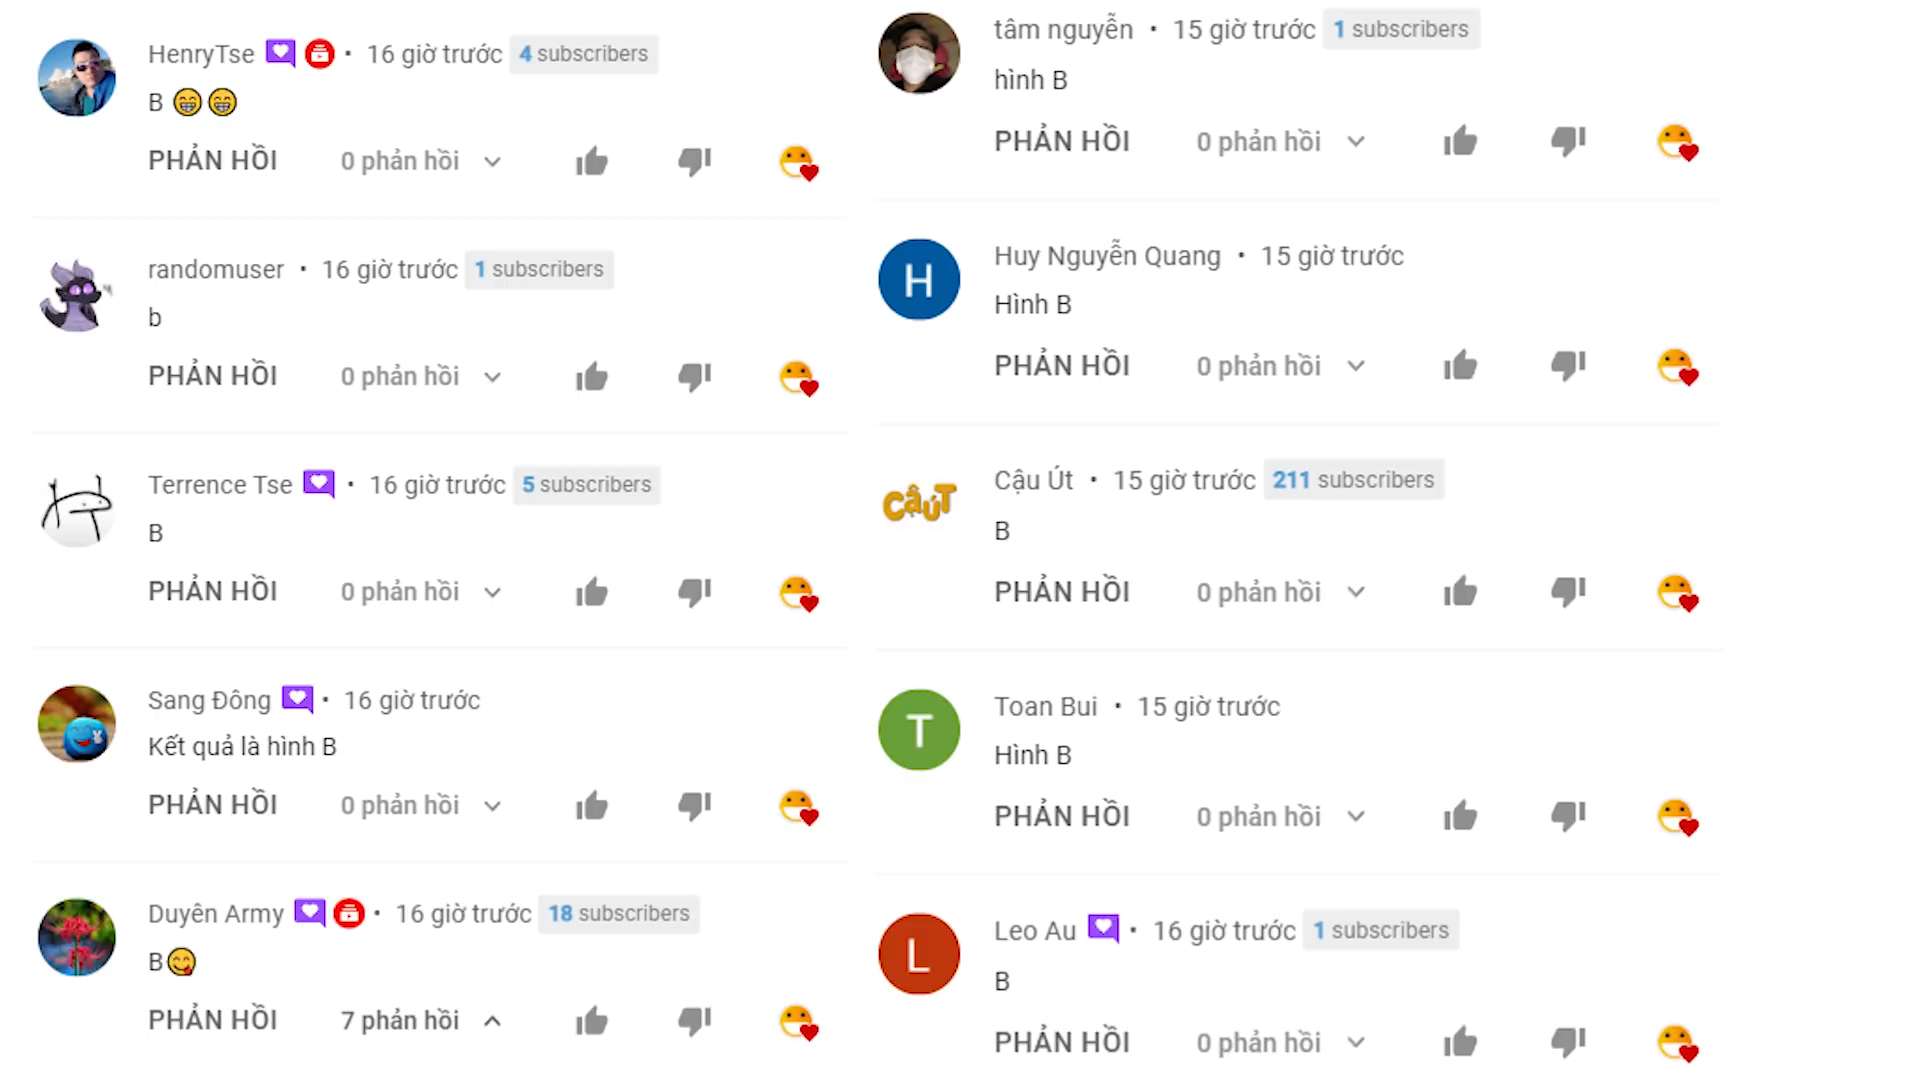 HenryTse • 16 giờ trước 4 subscribers
B 😁😁
PHẢN HỒI 0 phản hồi
randomuser • 16 giờ trước 1 subscribers
b
PHẢN HỒI 0 phản hồi
Terrence Tse • 16 giờ trước 5 subscribers
B
PHẢN HỒI 0 phản hồi
Sang Đông • 16 giờ trước
Kết quả là hình B
PHẢN HỒI 0 phản hồi
Duyên Army • 16 giờ trước 18 subscribers
B😋
PHẢN HỒI 7 phản hồi
tâm nguyễn • 15 giờ trước 1 subscribers
hình B
PHẢN HỒI 0 phản hồi
H
Huy Nguyễn Quang • 15 giờ trước
Hình B
PHẢN HỒI 0 phản hồi
CậU úT
Cậu Út • 15 giờ trước 211 subscribers
B
PHẢN HỒI 0 phản hồi
T
Toan Bui • 15 giờ trước
Hình B
PHẢN HỒI 0 phản hồi
L
Leo Au • 16 giờ trước 1 subscribers
B
PHẢN HỒI 0 phản hồi